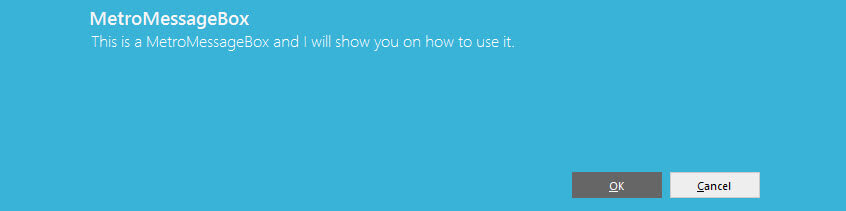 MetroMessageBox
This is a MetroMessageBox and I will show you on how to use it.
OK
Cancel